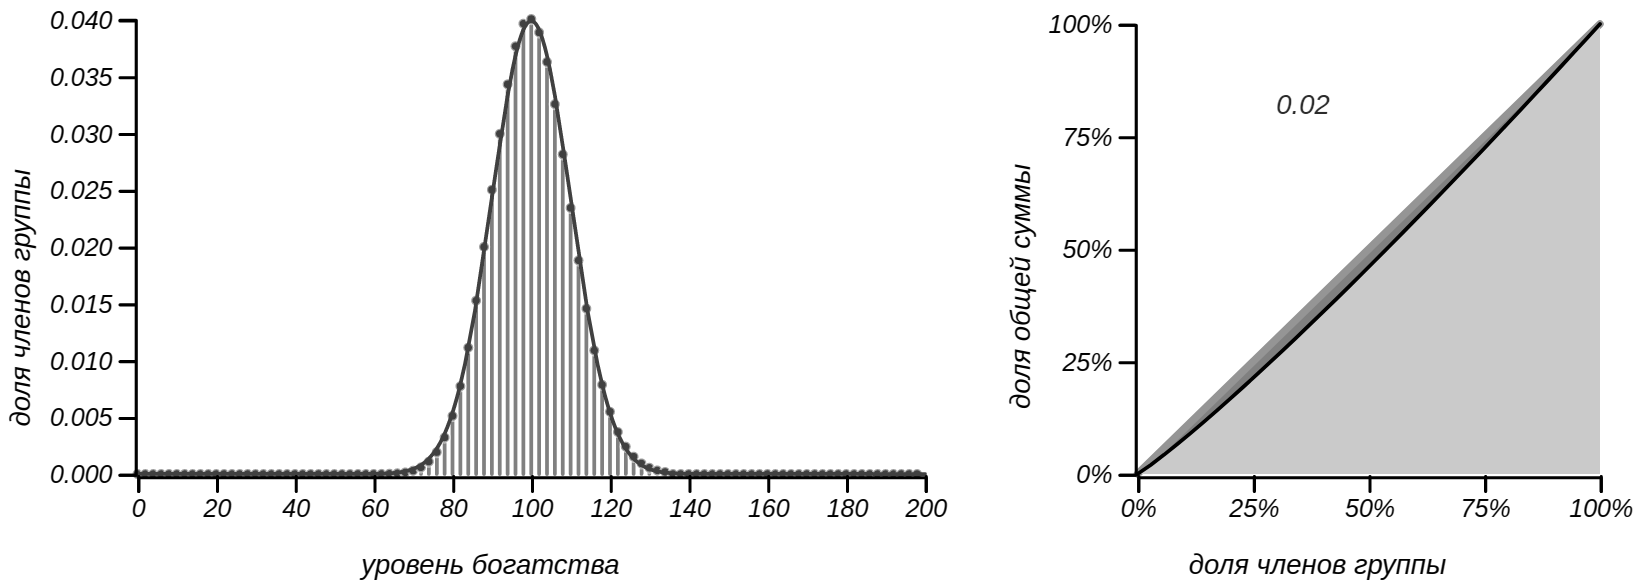 доля членов группы
0.040
0.035
0.030
0.025
0.020
0.015
0.010
0.005
0.000
0 20 40 60 80 100 120 140 160 180 200
уровень богатства
доля общей суммы
100%
75%
50%
25%
0%
0.02
0% 25% 50% 75% 100%
доля членов группы